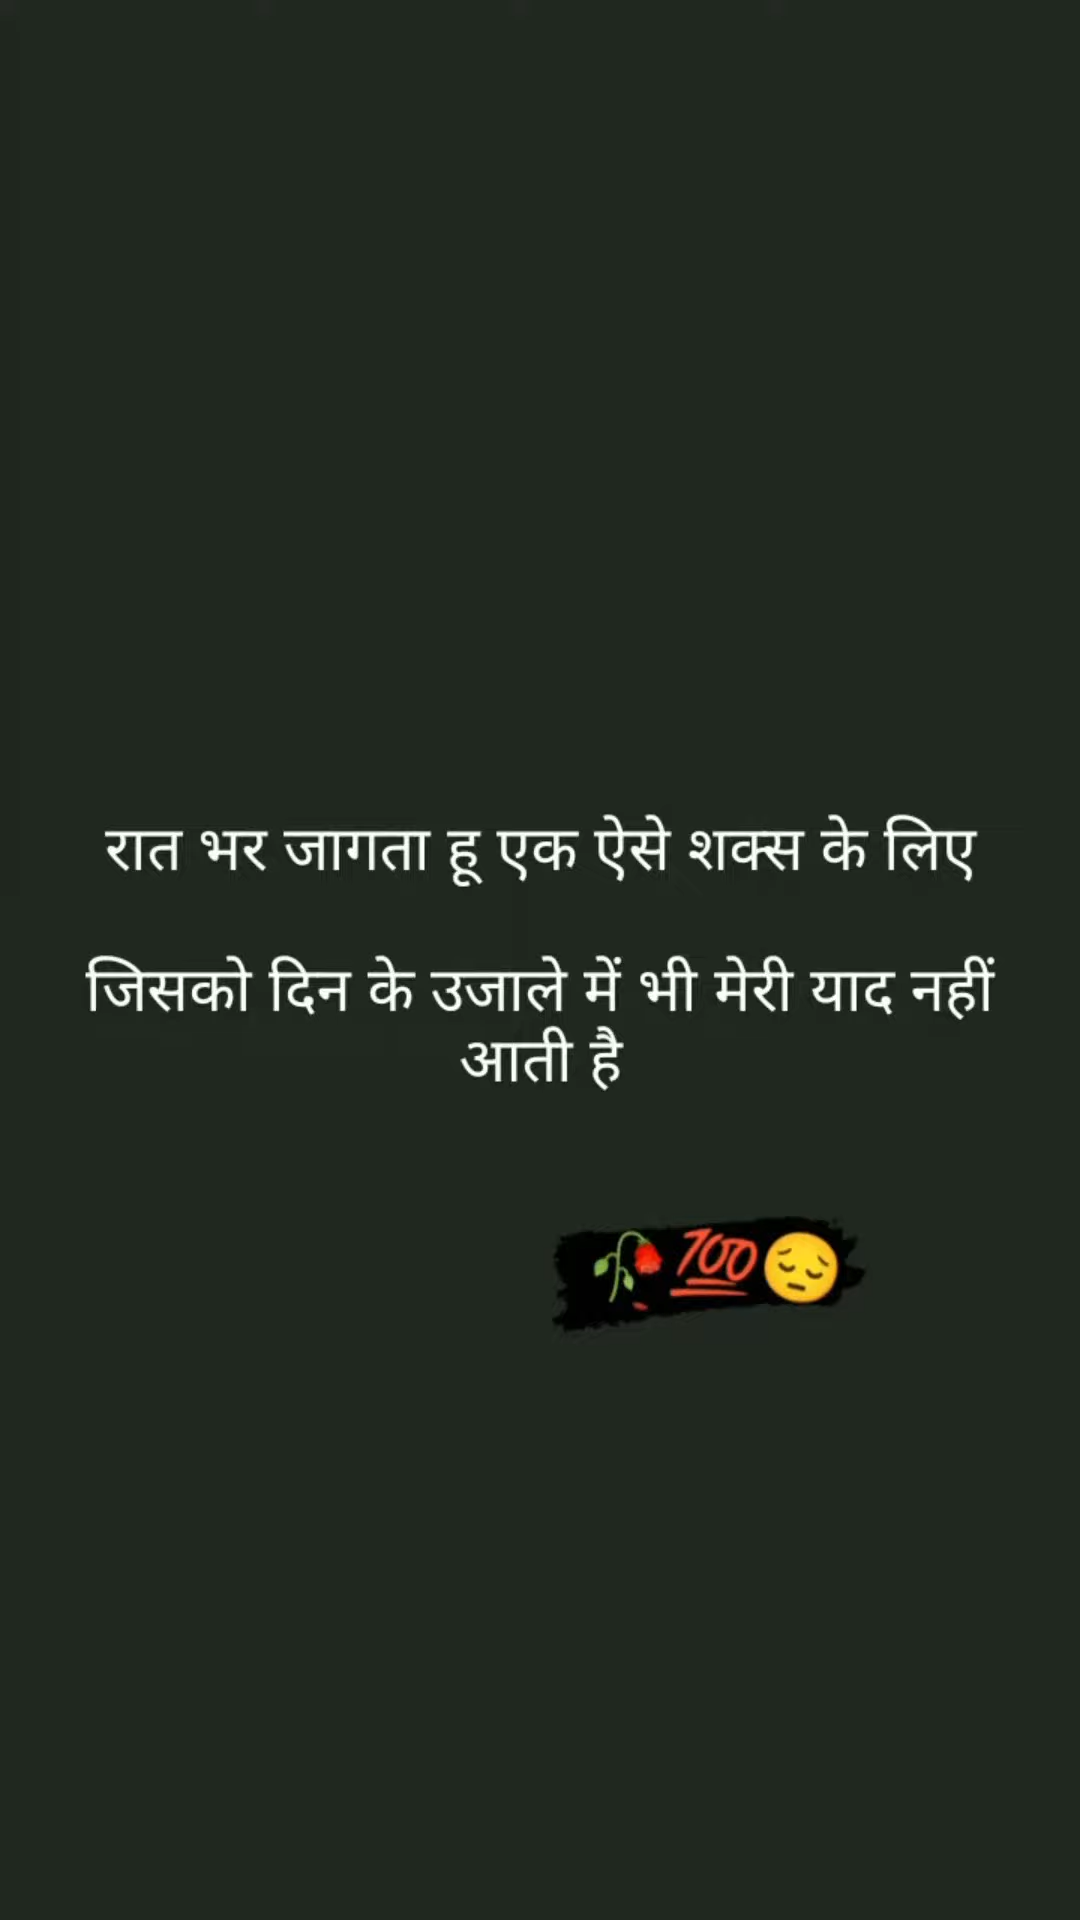 रात भर जागता हू एक ऐसे शक्स के लिए
जिसको दिन के उजाले में भी मेरी याद नहीं
आती है
🥀💯😔